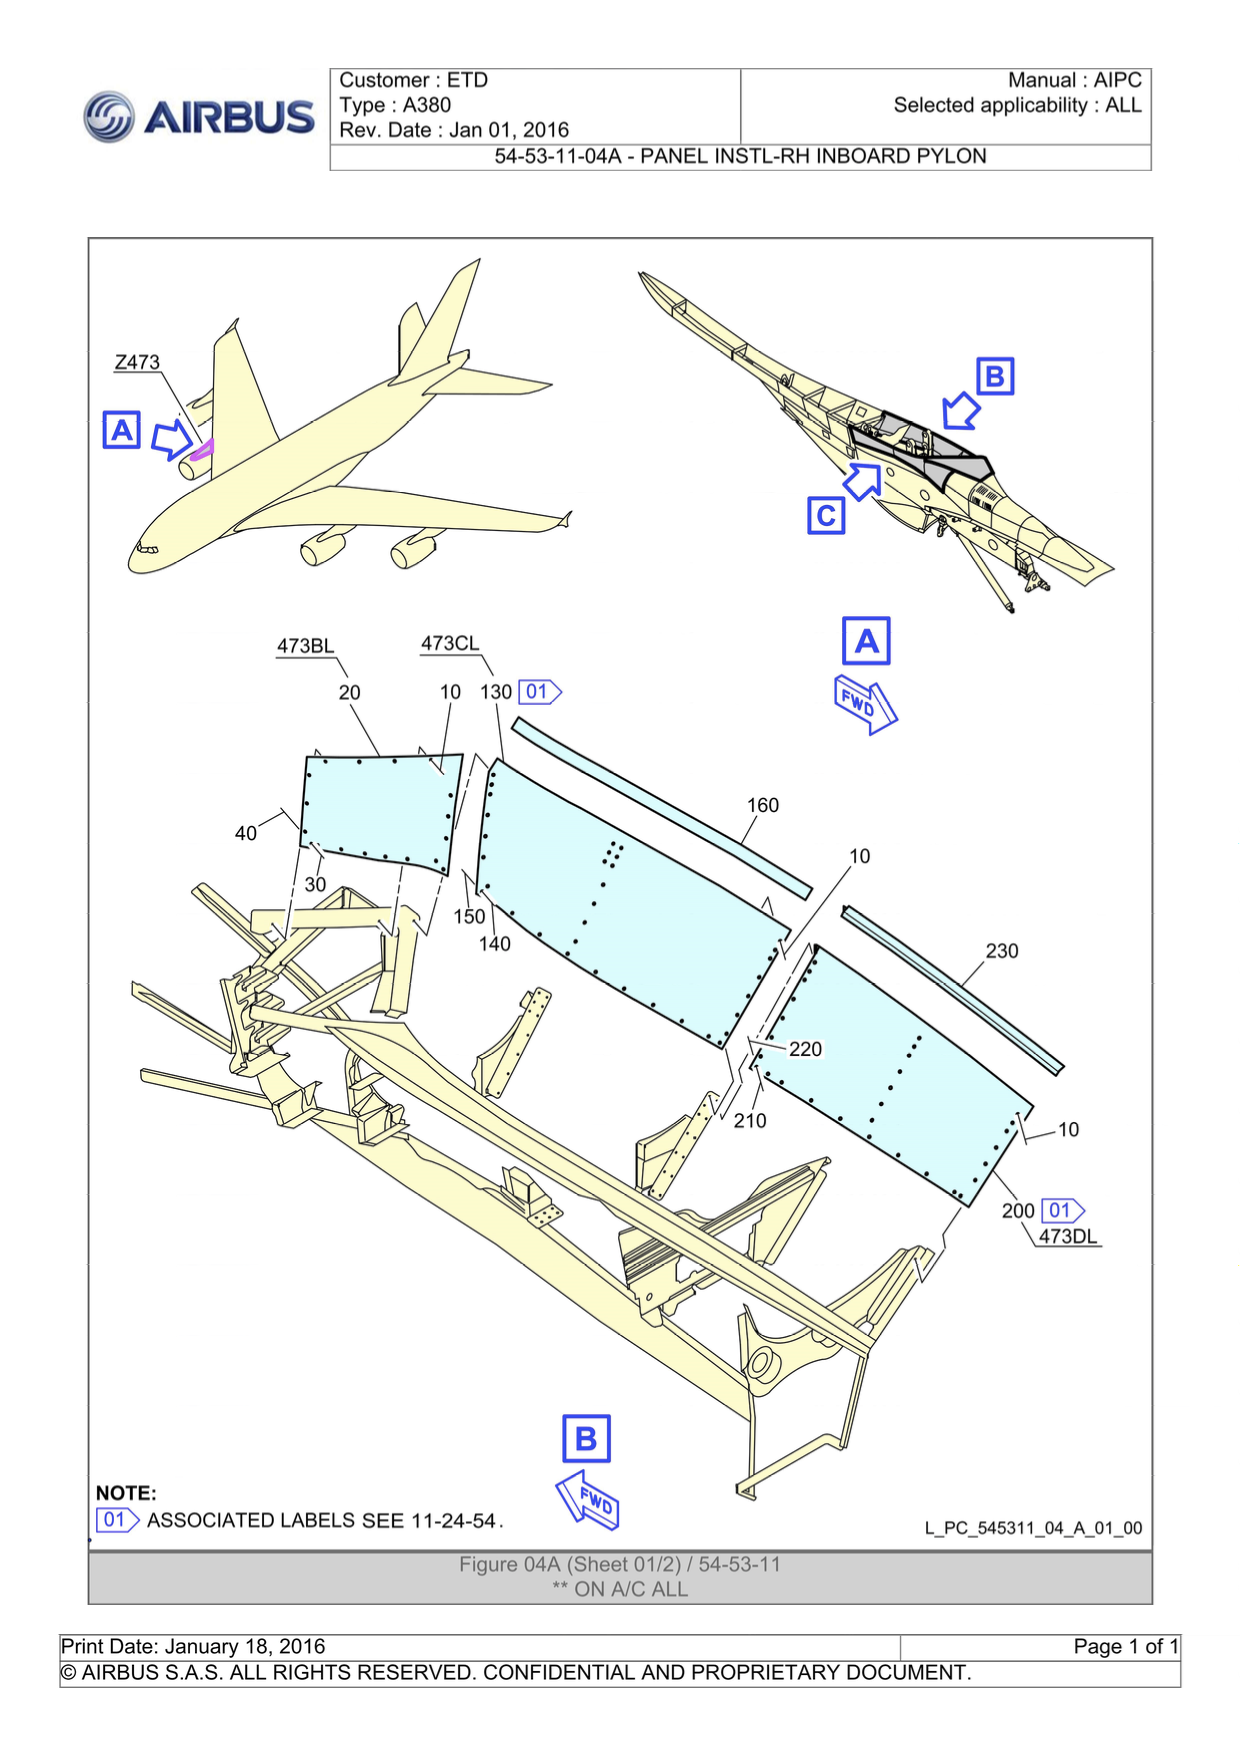 AIRBUS
Customer : ETD
Type : A380
Rev. Date : Jan 01, 2016
Manual : AIPC
Selected applicability : ALL
54-53-11-04A - PANEL INSTL-RH INBOARD PYLON
Z473
A
B
C
A
FWD
473BL
473CL
20
10
130
01
160
40
30
10
150
140
230
220
210
10
200
01
473DL
B
FWD
NOTE:
01 ASSOCIATED LABELS SEE 11-24-54.
L_PC_545311_04_A_01_00
Figure 04A (Sheet 01/2) / 54-53-11
** ON A/C ALL
Print Date: January 18, 2016
Page 1 of 1
© AIRBUS S.A.S. ALL RIGHTS RESERVED. CONFIDENTIAL AND PROPRIETARY DOCUMENT.